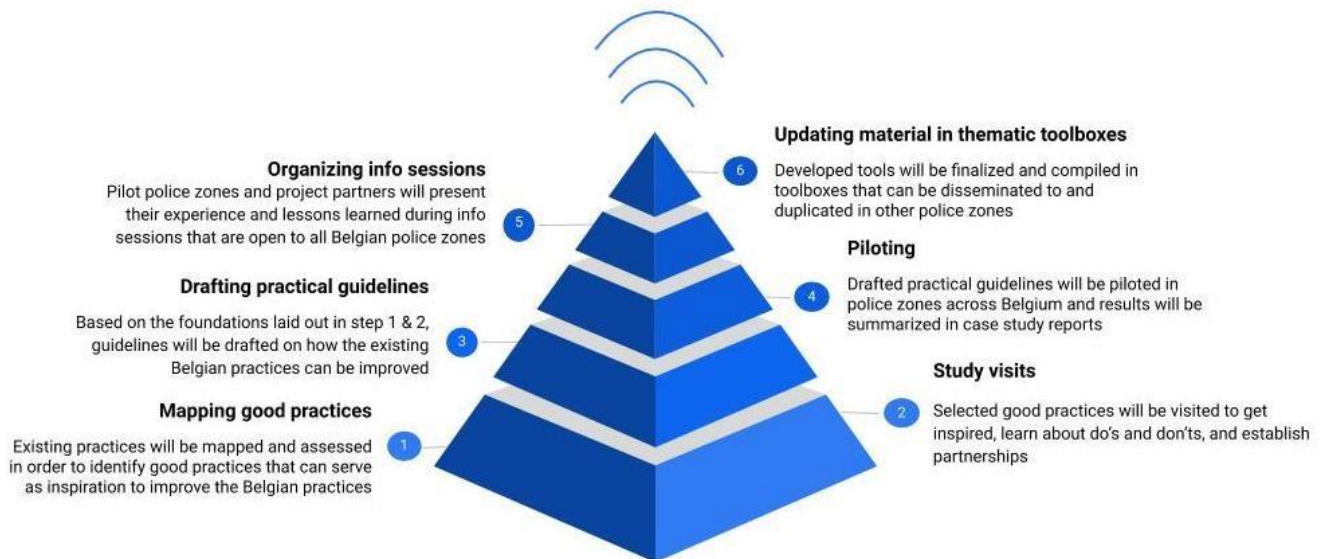 Updating material in thematic toolboxes
6
Developed tools will be finalized and compiled in
toolboxes that can be disseminated to and
duplicated in other police zones
Organizing info sessions
Pilot police zones and project partners will present
their experience and lessons learned during info
sessions that are open to all Belgian police zones
5
Piloting
4
Drafted practical guidelines will be piloted in
police zones across Belgium and results will be
summarized in case study reports
Drafting practical guidelines
Based on the foundations laid out in step 1 & 2,
guidelines will be drafted on how the existing
Belgian practices can be improved
3
Study visits
2
Selected good practices will be visited to get
inspired, learn about do's and don'ts, and establish
partnerships
Mapping good practices
Existing practices will be mapped and assessed
in order to identify good practices that can serve
as inspiration to improve the Belgian practices
1